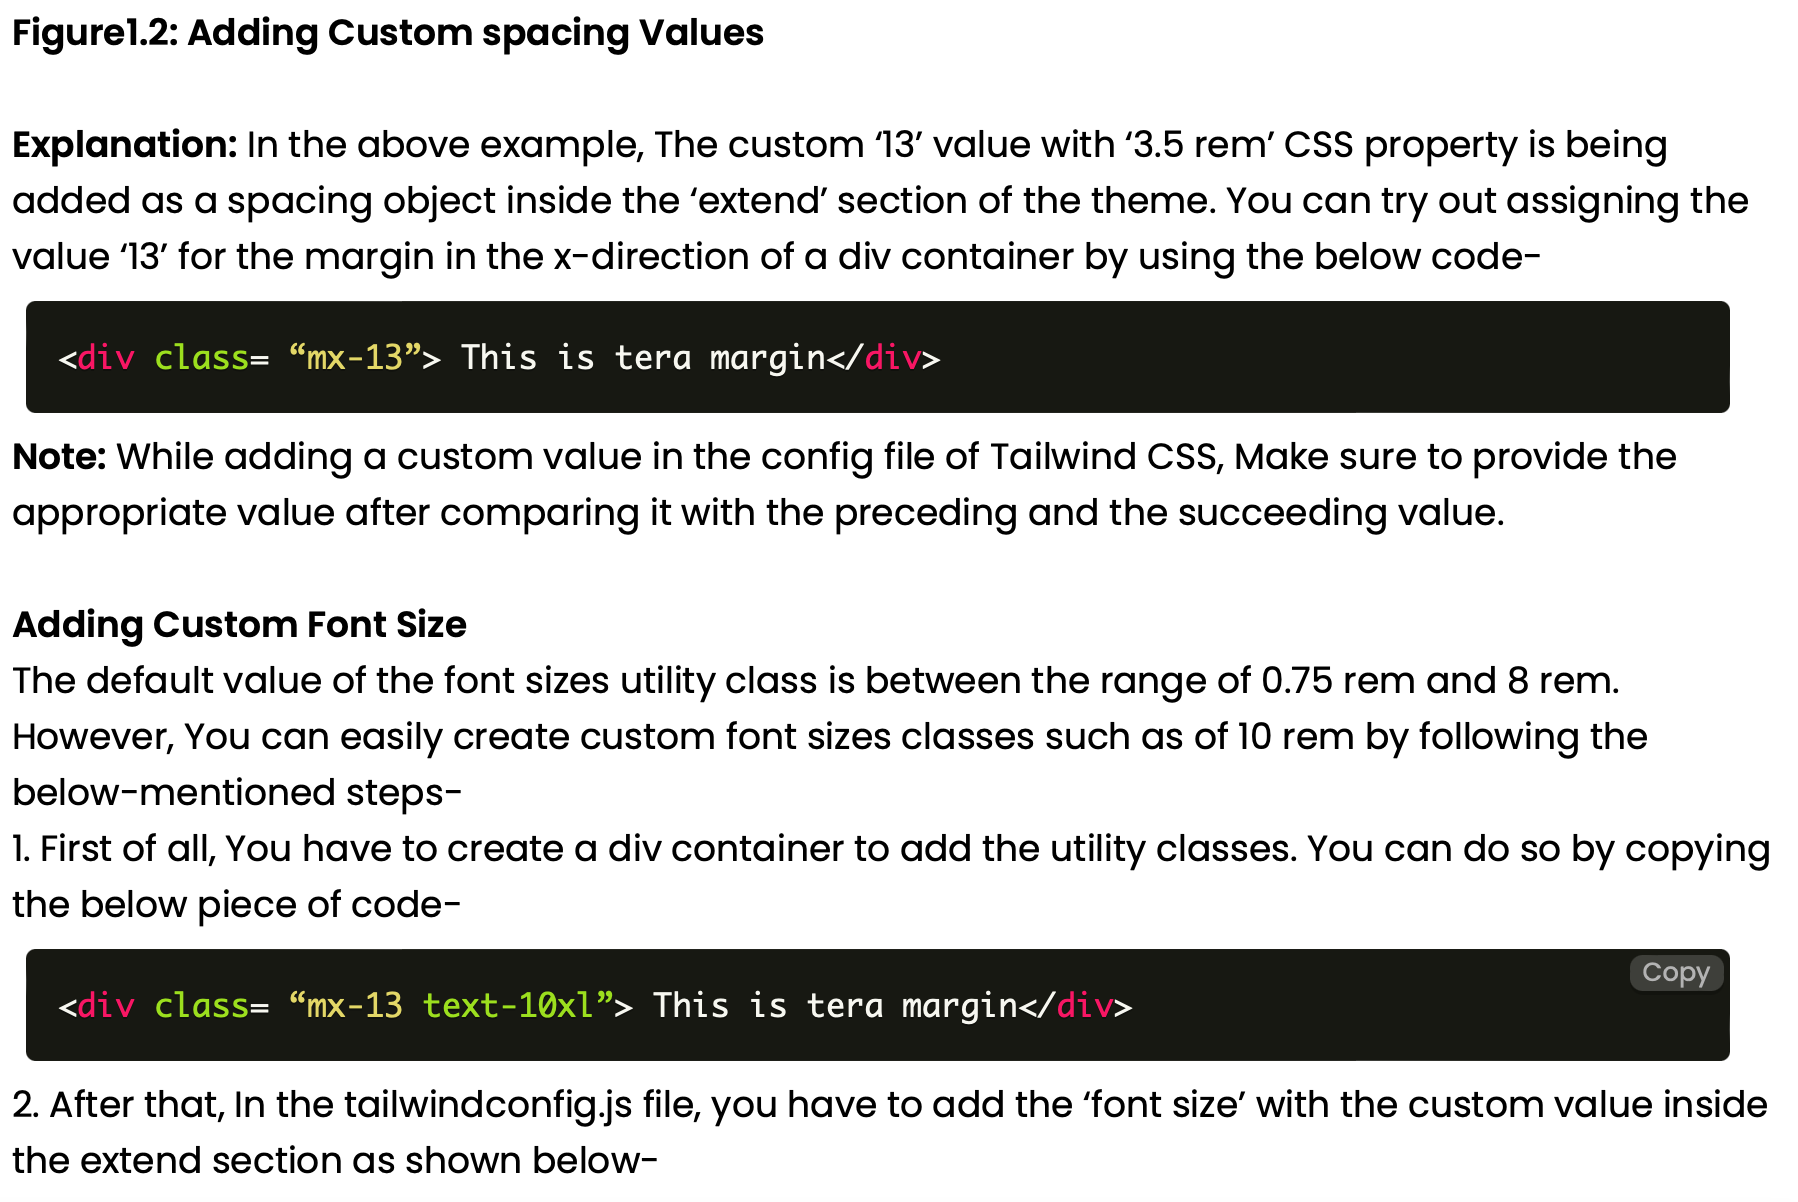 Figure1.2: Adding Custom spacing Values
Explanation: In the above example, The custom ‘13’ value with ‘3.5 rem’ CSS property is being
added as a spacing object inside the ‘extend’ section of the theme. You can try out assigning the
value ‘13’ for the margin in the x-direction of a div container by using the below code-
<div class= “mx-13”> This is tera margin</div>
Note: While adding a custom value in the config file of Tailwind CSS, Make sure to provide the
appropriate value after comparing it with the preceding and the succeeding value.
Adding Custom Font Size
The default value of the font sizes utility class is between the range of 0.75 rem and 8 rem.
However, You can easily create custom font sizes classes such as of 10 rem by following the
below-mentioned steps-
1. First of all, You have to create a div container to add the utility classes. You can do so by copying
the below piece of code-
Copy
<div class= “mx-13 text-10xl”> This is tera margin</div>
2. After that, In the tailwindconfig.js file, you have to add the ‘font size’ with the custom value inside
the extend section as shown below-